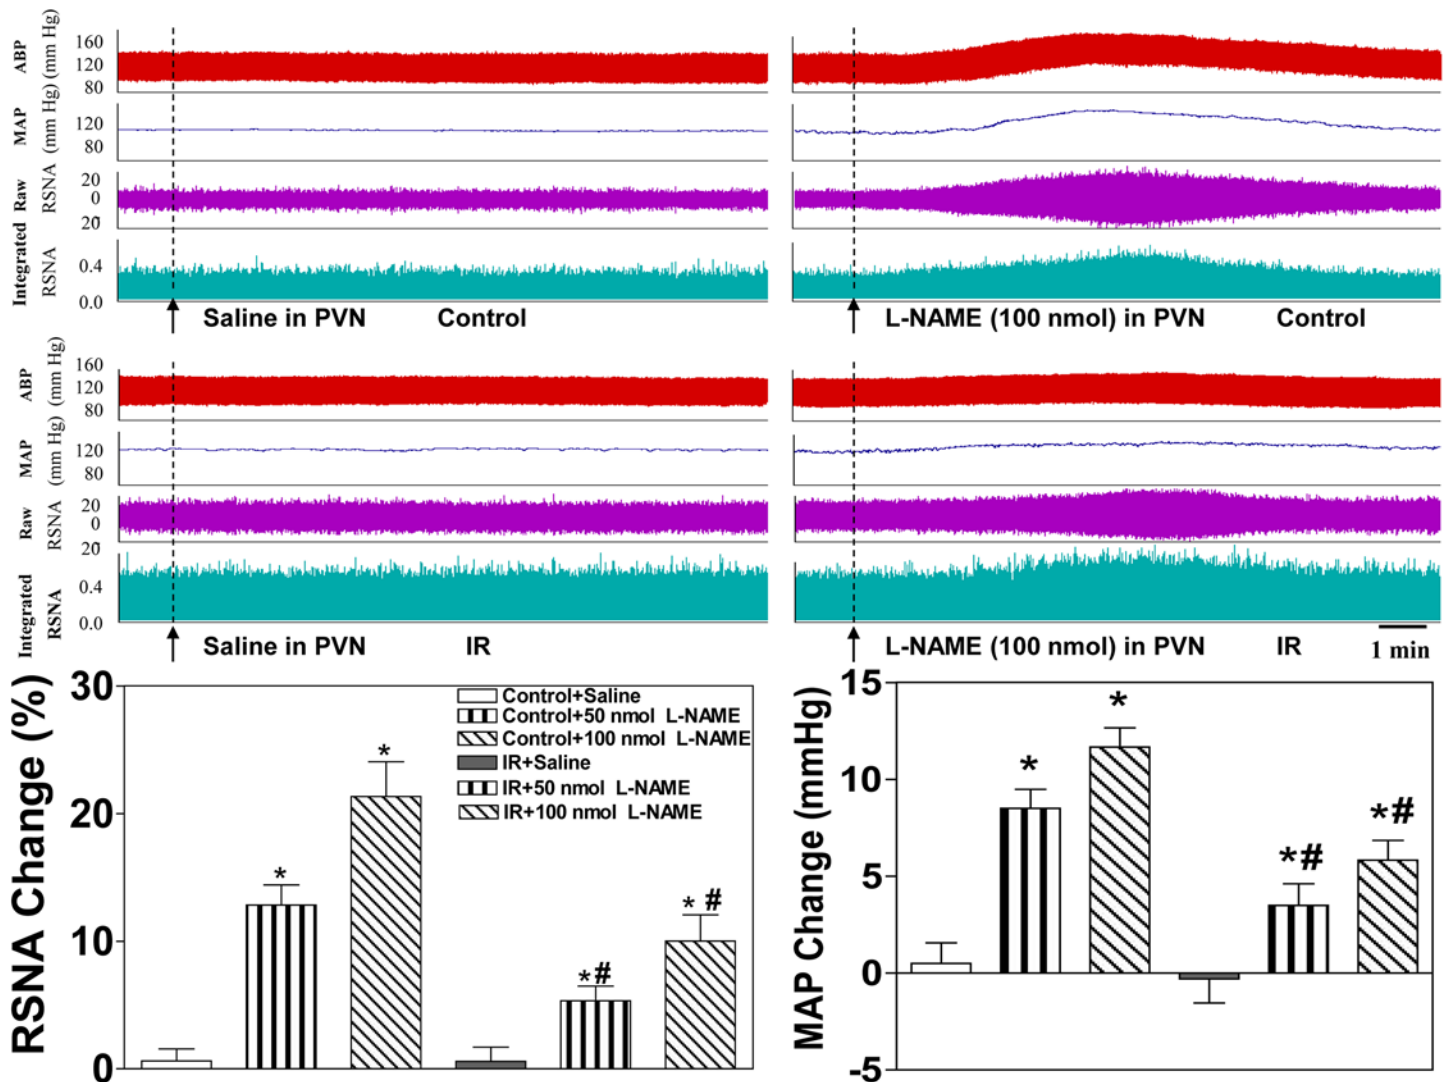 ABP
(mm Hg)
160
120
80
MAP
(mm Hg)
120
80
Raw
RSNA
20
0
20
Integrated
RSNA
0.4
0.0
Saline in PVN Control
L-NAME (100 nmol) in PVN Control
ABP
(mm Hg)
160
120
80
MAP
(mm Hg)
120
80
Raw
RSNA
20
0
20
Integrated
RSNA
0.4
0.0
Saline in PVN IR
L-NAME (100 nmol) in PVN IR
1 min
RSNA Change (%)
30
20
10
0
Control+Saline
Control+50 nmol L-NAME
Control+100 nmol L-NAME
IR+Saline
IR+50 nmol L-NAME
IR+100 nmol L-NAME
*
*
*#
* #
MAP Change (mmHg)
15
10
5
0
-5
*
*
*#
*#